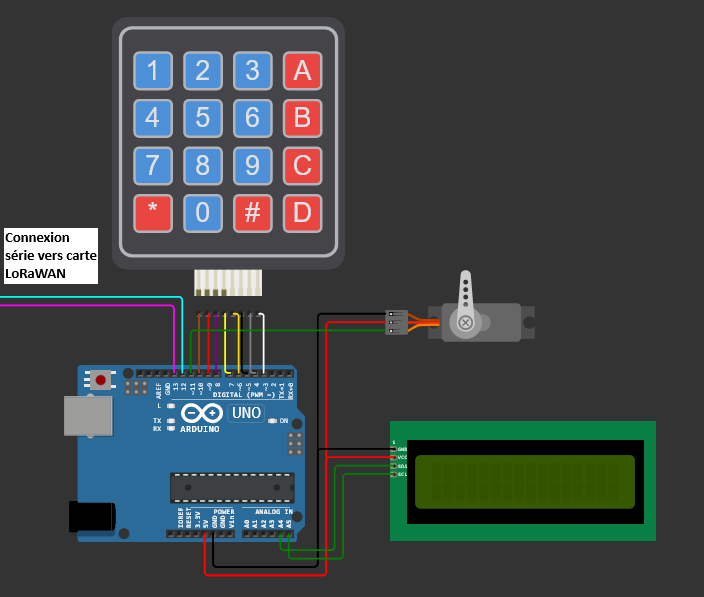 1 2 3 A
4 5 6 B
7 8 9 C
* 0 # D
Connexion
série vers carte
LoRaWAN
AREF
GND
13
12
~11
~10
~9
8
7
~6
~5
4
~3
2
TX→1
RX←0
DIGITAL (PWM ~)
L
TX
RX
UNO
ON
ARDUINO
1
GND
VCC
SDA
SCL
POWER
ANALOG IN
IOREF
RESET
3.3V
5V
GND
GND
Vin
A0
A1
A2
A3
A4
A5